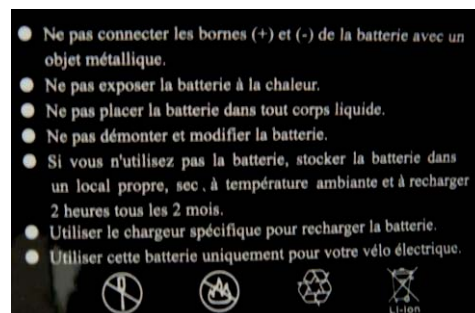 ● Ne pas connecter les bornes (+) et (-) de la batterie avec un
objet métallique.
● Ne pas exposer la batterie à la chaleur.
● Ne pas placer la batterie dans tout corps liquide.
● Ne pas démonter et modifier la batterie.
● Si vous n'utilisez pas la batterie, stocker la batterie dans
un local propre, sec , à température ambiante et à recharger
2 heures tous les 2 mois.
● Utiliser le chargeur spécifique pour recharger la batterie.
● Utiliser cette batterie uniquement pour votre vélo électrique.
Li-Ion